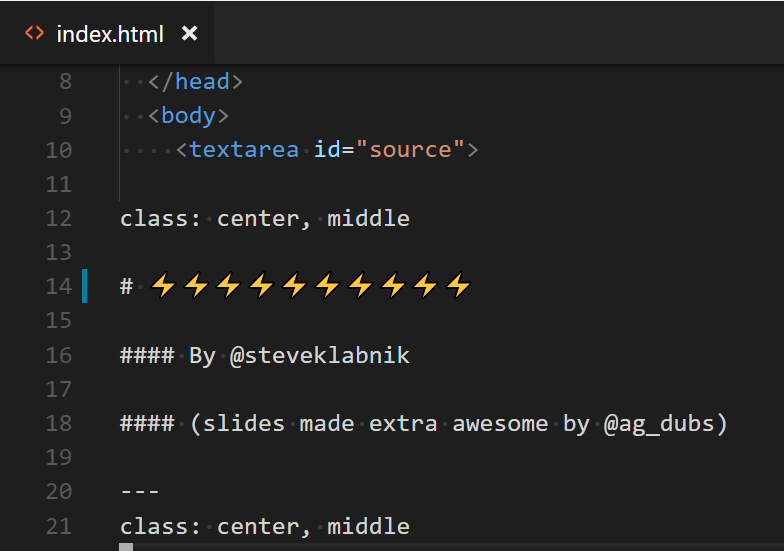 index.html
8 </head>
9 <body>
10 <textarea id="source">
11
12 class: center, middle
13
14 # ⚡⚡⚡⚡⚡⚡⚡⚡⚡⚡
15
16 #### By @steveklabnik
17
18 #### (slides made extra awesome by @ag_dubs)
19
20 ---
21 class: center, middle